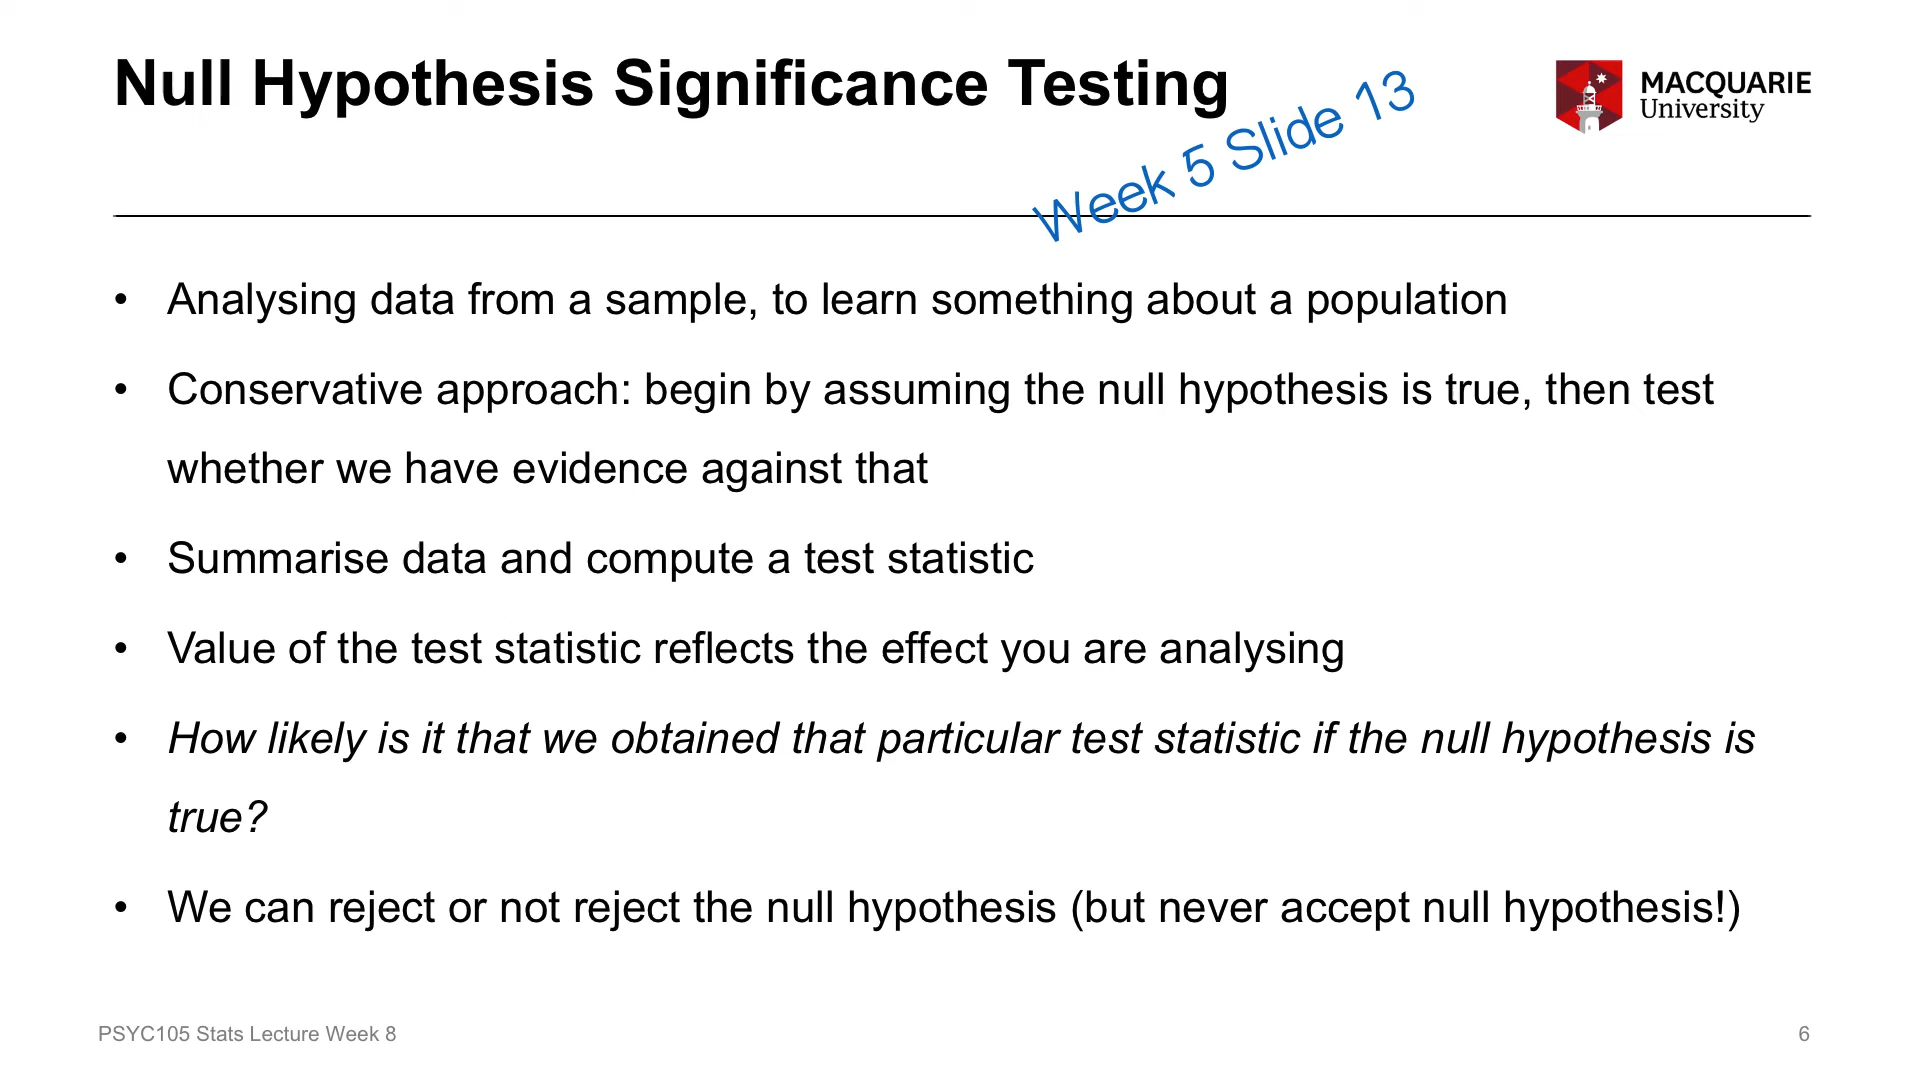 Null Hypothesis Significance Testing
MACQUARIE
University
Week 5 Slide 13
• Analysing data from a sample, to learn something about a population
• Conservative approach: begin by assuming the null hypothesis is true, then test
whether we have evidence against that
• Summarise data and compute a test statistic
• Value of the test statistic reflects the effect you are analysing
• How likely is it that we obtained that particular test statistic if the null hypothesis is
true?
• We can reject or not reject the null hypothesis (but never accept null hypothesis!)
PSYC105 Stats Lecture Week 8
6